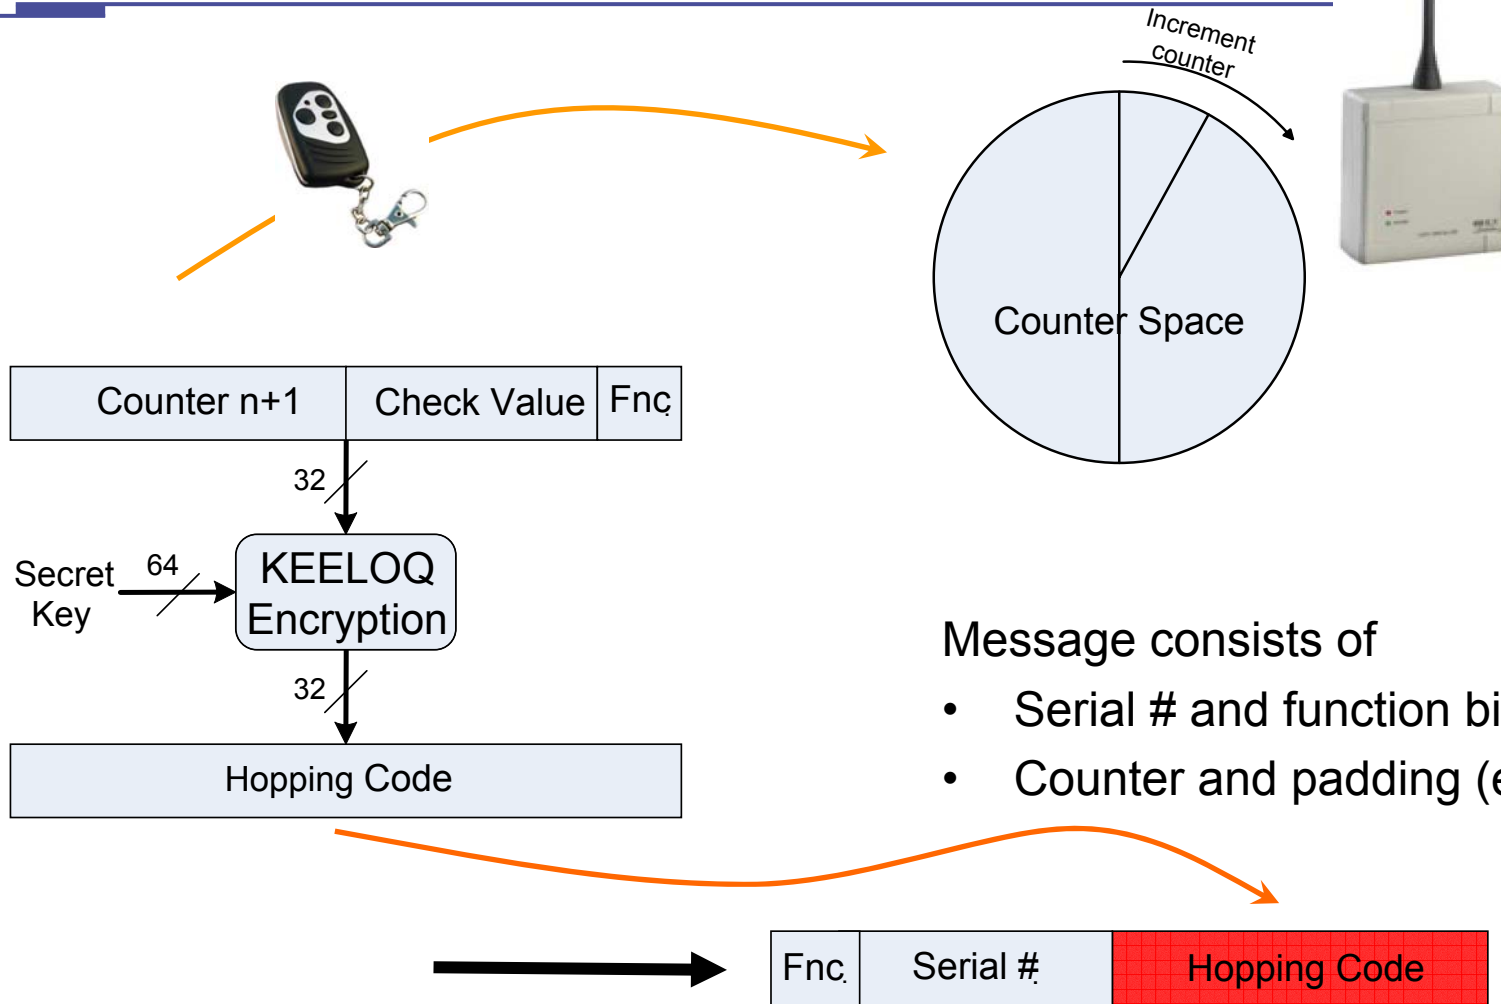 Increment
counter
Counter Space
Counter n+1
Check Value
Fnc.
32
Secret
Key
64
KEELOQ
Encryption
32
Hopping Code
Message consists of
• Serial # and function bi
• Counter and padding (e
Fnc.
Serial #.
Hopping Code